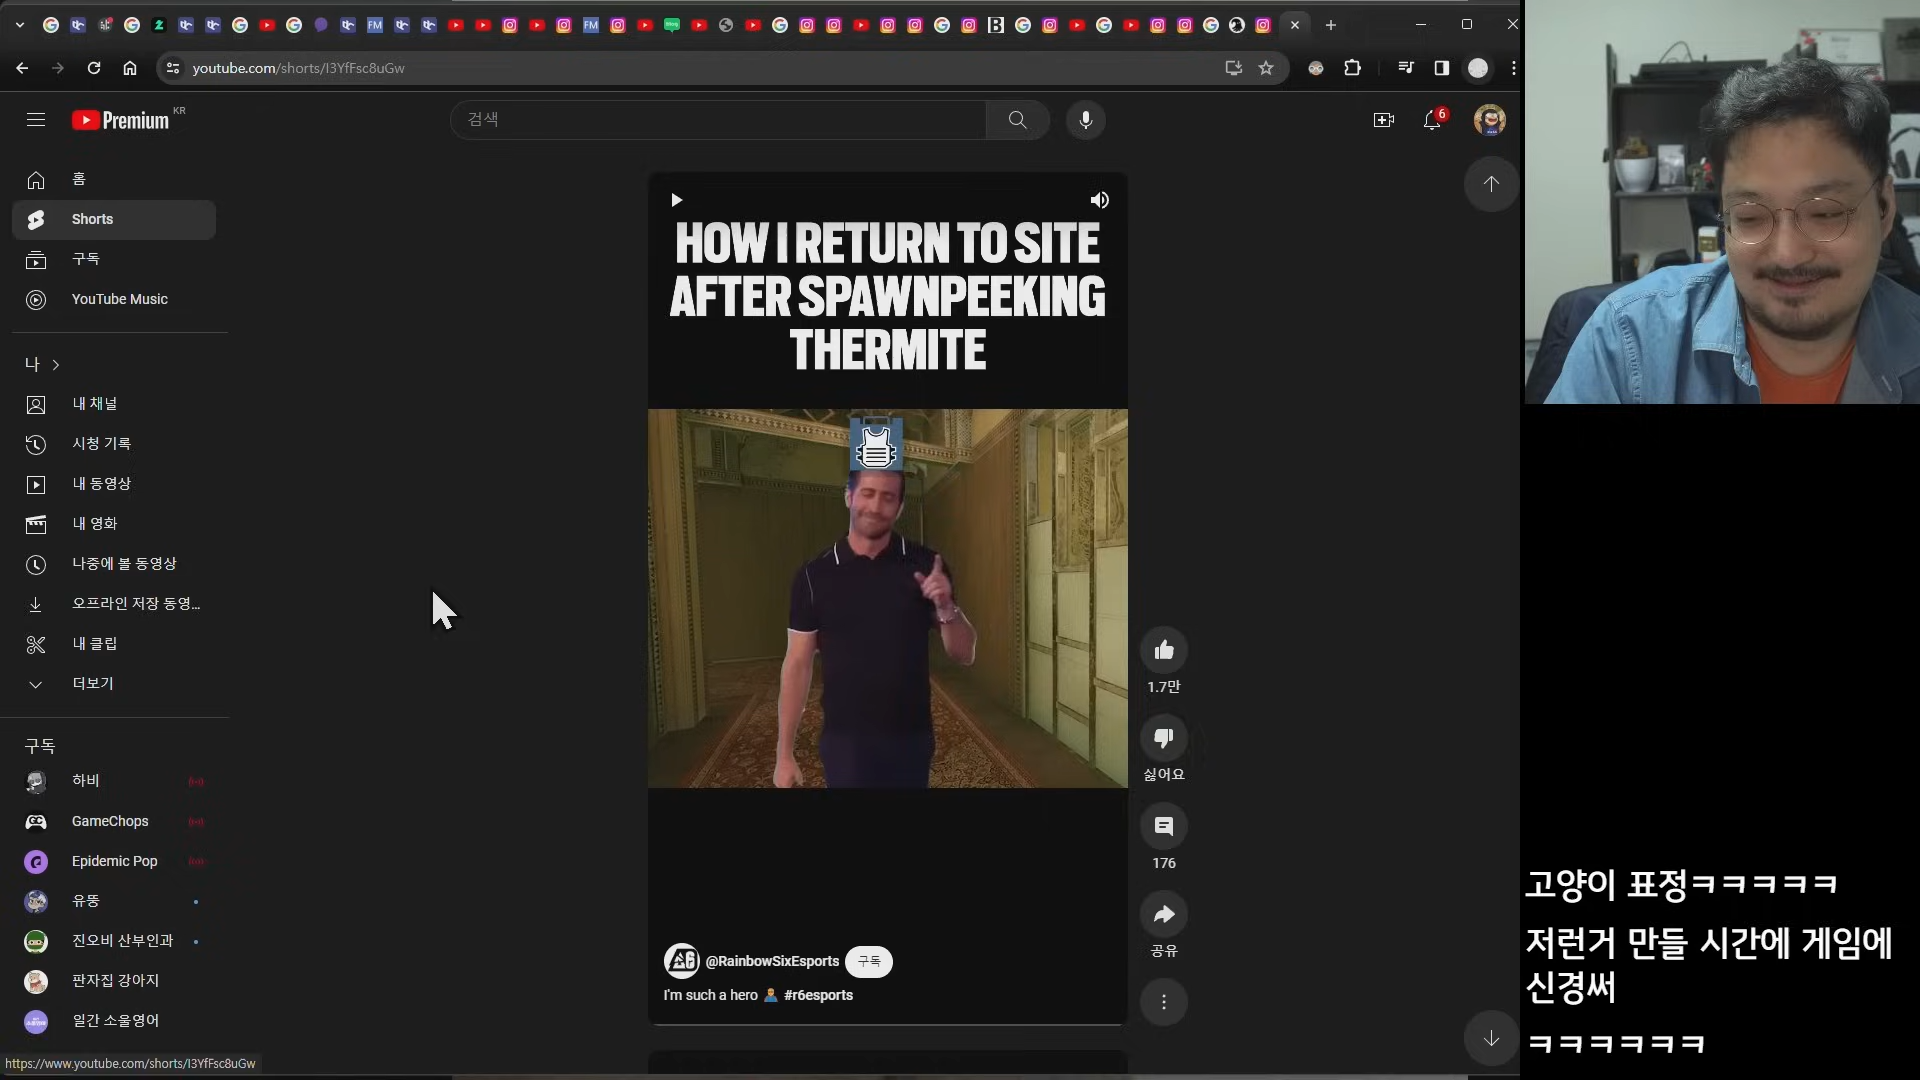 youtube.com/shorts/I3YfFsc8uGw
Premium KR
검색
6
홈
Shorts
구독
YouTube Music
나
내 채널
시청 기록
내 동영상
내 영화
나중에 볼 동영상
오프라인 저장 동영...
내 클립
더보기
구독
하비
GameChops
Epidemic Pop
유뚱
진오비 산부인과
판자집 강아지
일간 소울영어
https://www.youtube.com/shorts/I3YfFsc8uGw
HOW I RETURN TO SITE
AFTER SPAWNPEEKING
THERMITE
1.7만
싫어요
176
공유
@RainbowSixEsports 구독
I'm such a hero #r6esports
고양이 표정ㅋㅋㅋㅋㅋ
저런거 만들 시간에 게임에
신경써
ㅋㅋㅋㅋㅋㅋ